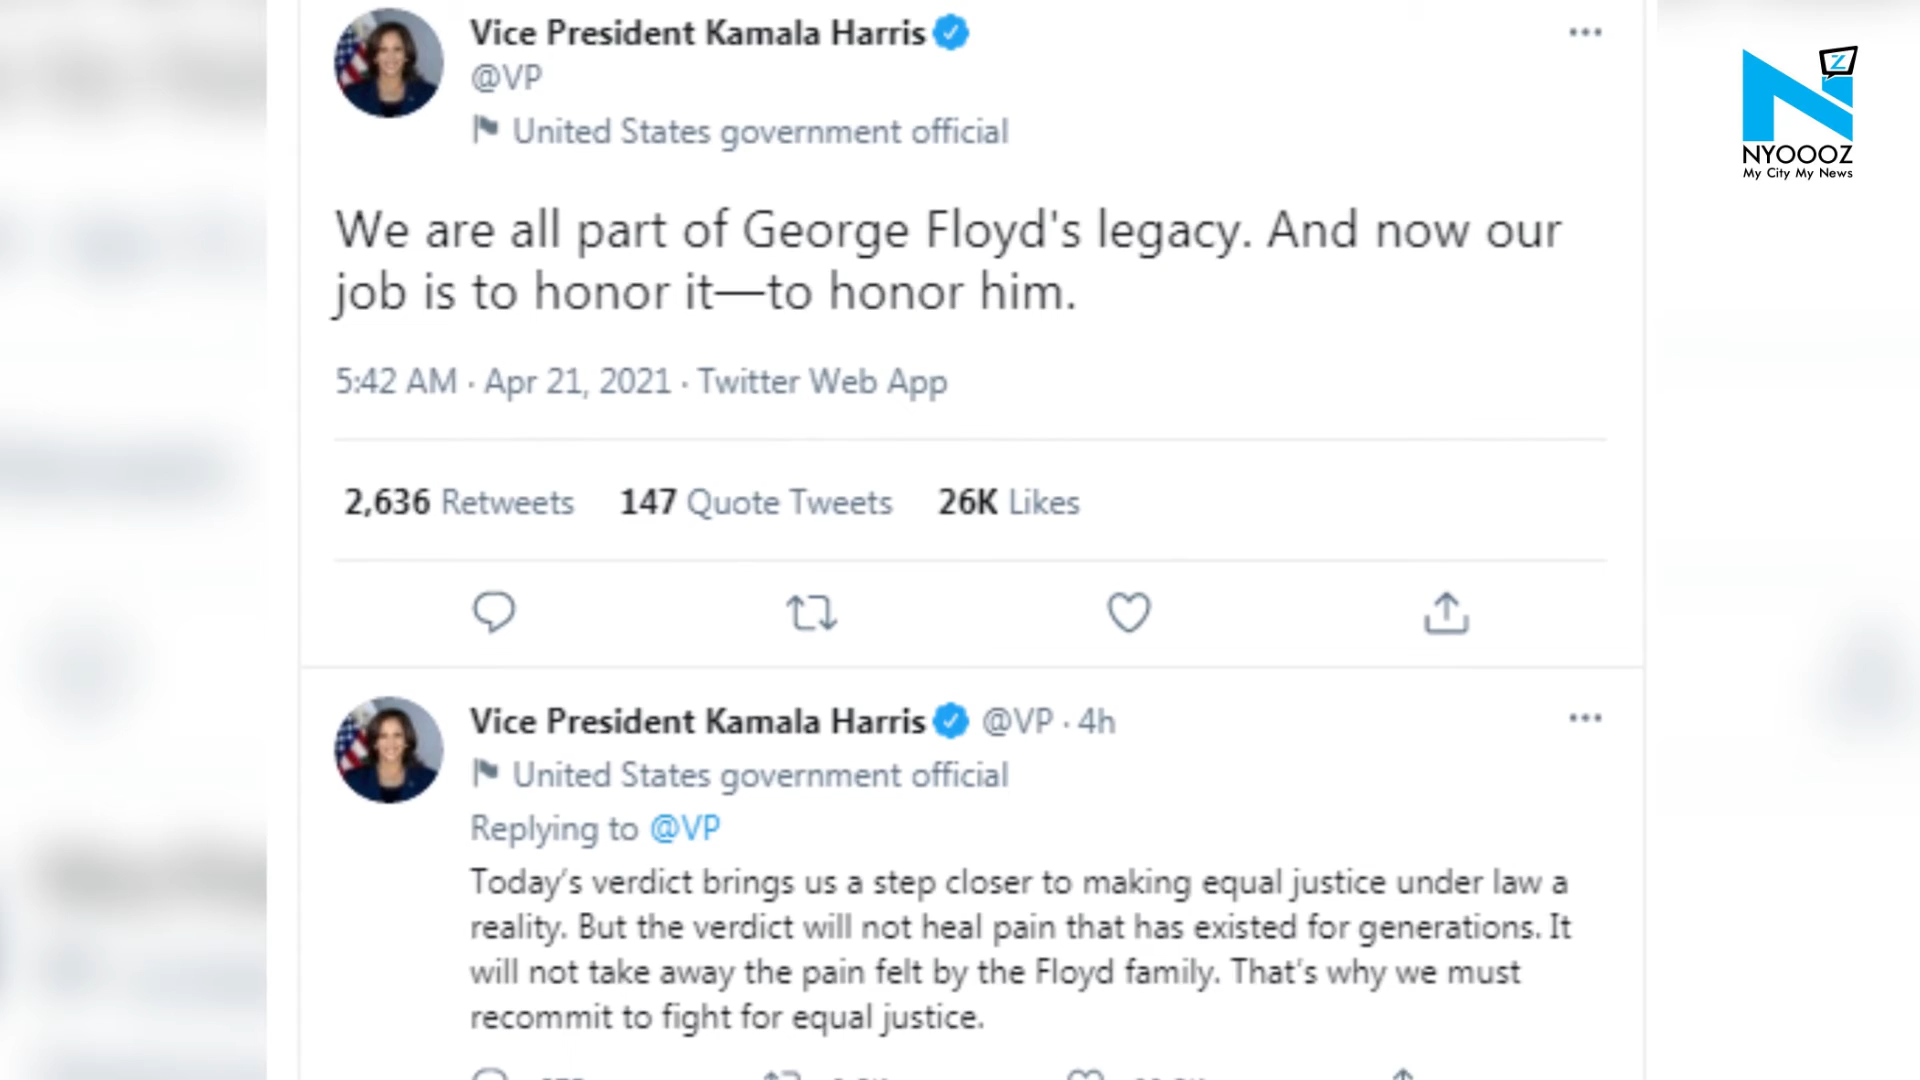 Vice President Kamala Harris
@VP
United States government official
We are all part of George Floyd's legacy. And now our
job is to honor it—to honor him.
5:42 AM · Apr 21, 2021 · Twitter Web App
2,636 Retweets 147 Quote Tweets 26K Likes
Vice President Kamala Harris @VP · 4h
United States government official
Replying to @VP
Today’s verdict brings us a step closer to making equal justice under law a
reality. But the verdict will not heal pain that has existed for generations. It
will not take away the pain felt by the Floyd family. That’s why we must
recommit to fight for equal justice.
Z
NYOOOZ
My City My News